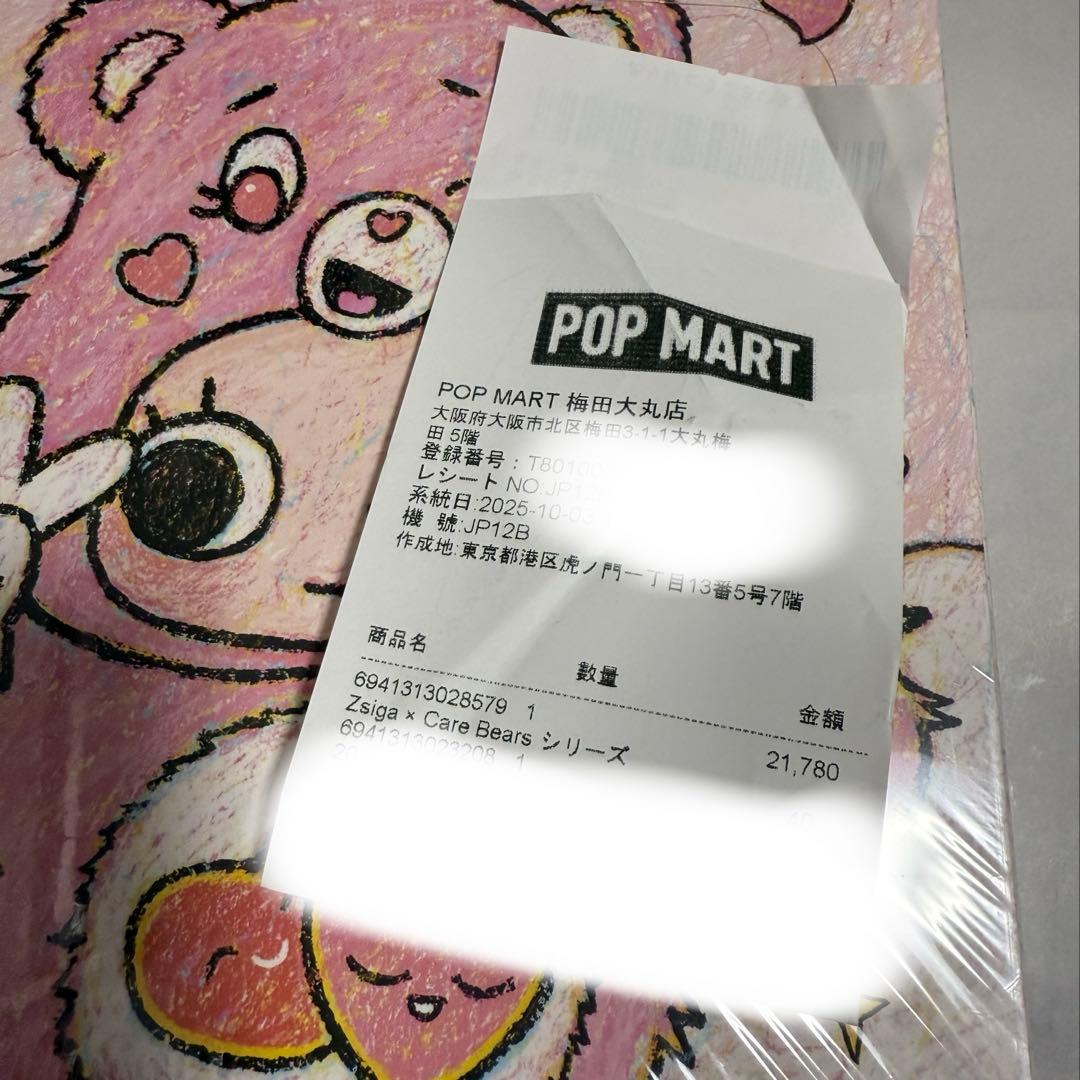 POP MART
POP MART 梅田大丸店
大阪府大阪市北区梅田3-1-1大丸梅
田 5階
登録番号：T80100
レシート NO:JP12
系統日:2025-10-03
機 號:JP12B
作成地:東京都港区虎ノ門一丁目13番5号7階
商品名 数量 金額
6941313028579 1 21,780
Zsiga × Care Bears シリーズ
6941313023208 1
20